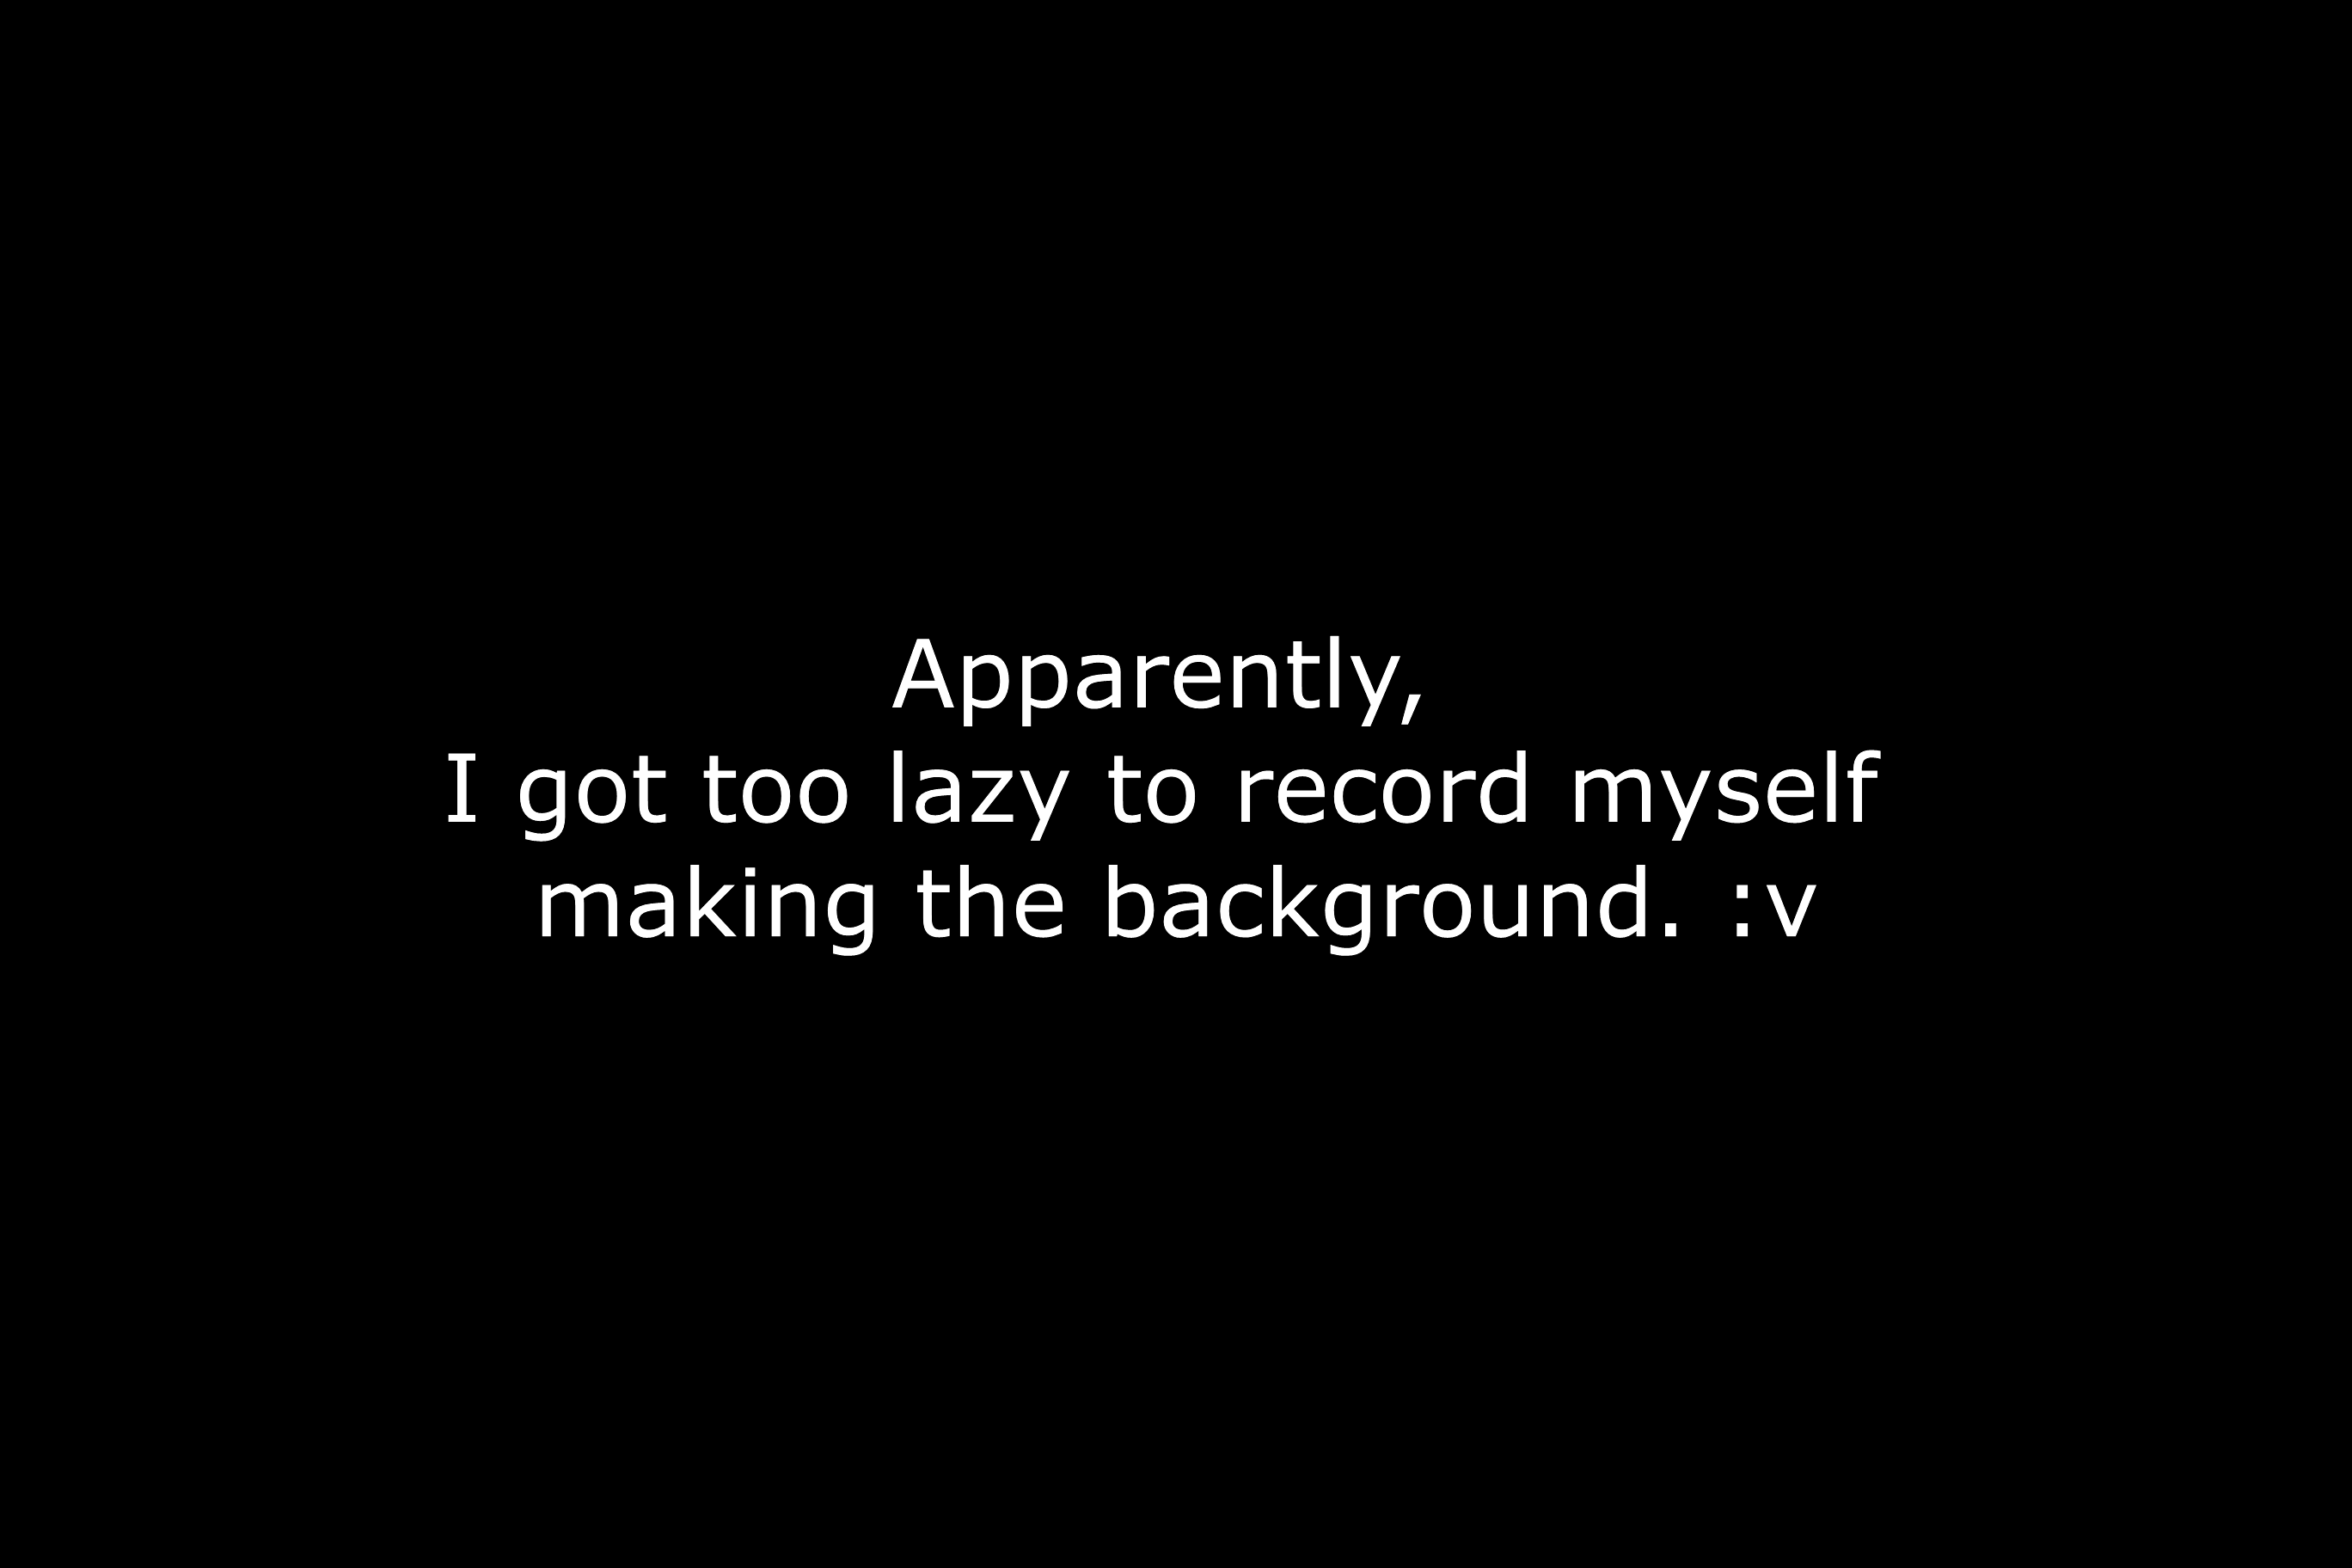 Apparently,
I got too lazy to record myself
making the background. :v